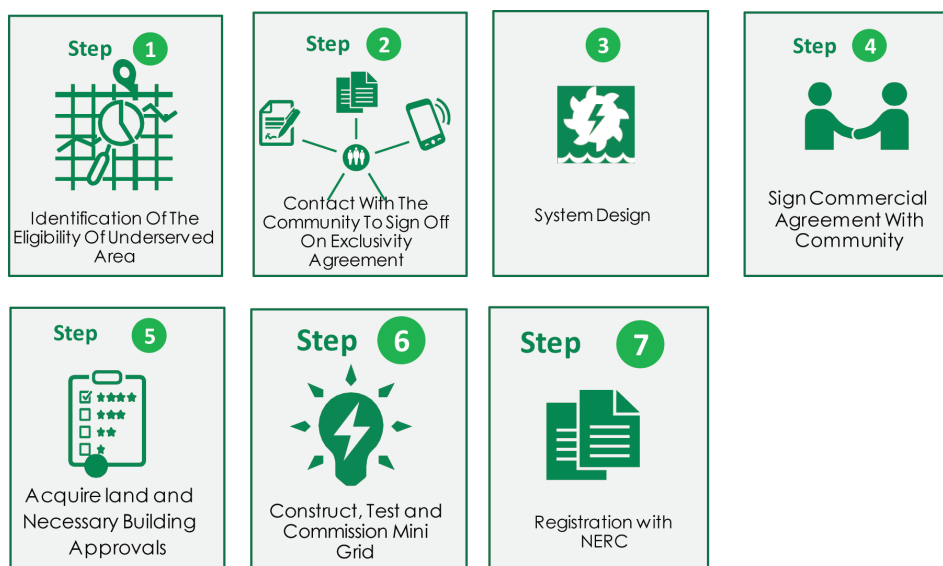 Step 1
Identification Of The
Eligibility Of Underserved
Area
Step 2
Contact With The
Community To Sign Off
On Exclusivity
Agreement
3
System Design
Step 4
Sign Commercial
Agreement With
Community
Step 5
Acquire land and
Necessary Building
Approvals
Step 6
Construct, Test and
Commission Mini
Grid
Step 7
Registration with
NERC